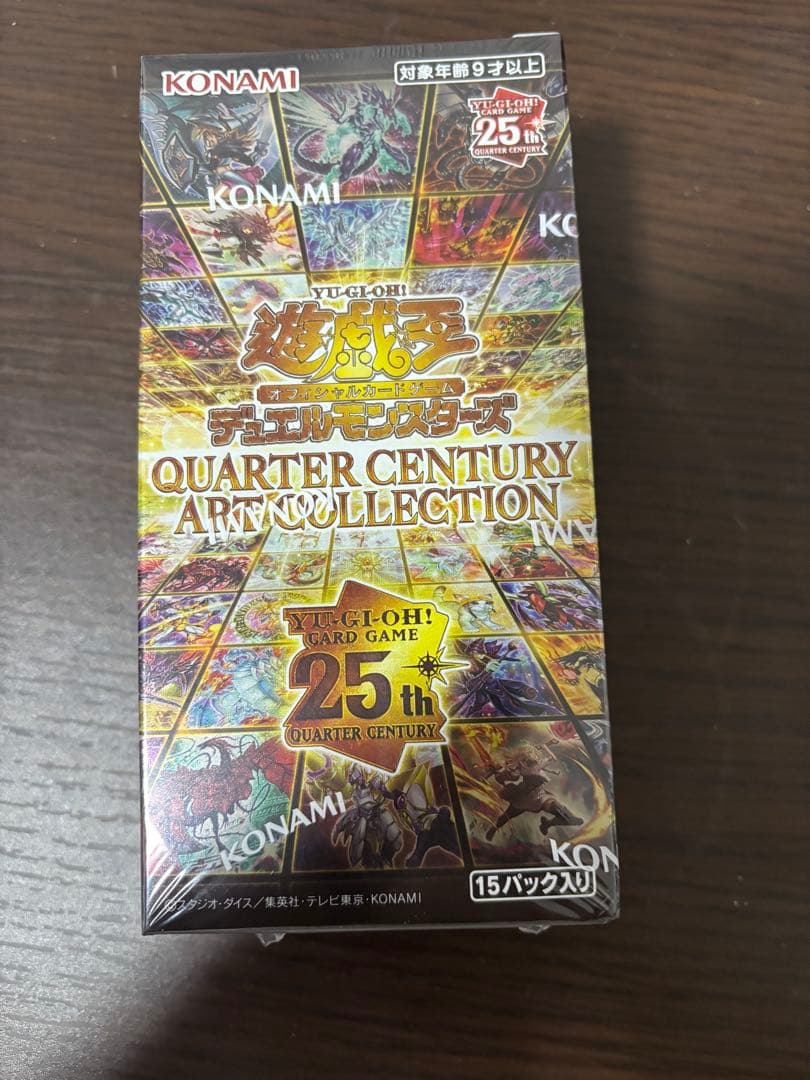 KONAMI
対象年齢9才以上
YU-GI-OH!
CARD GAME
25th
QUARTER CENTURY
KONAMI
KO
YU-GI-OH!
遊戯王
オフィシャルカードゲーム
デュエルモンスターズ
QUARTER CENTURY
ART COLLECTION
KONAMI
AMI
YU-GI-OH!
CARD GAME
25th
QUARTER CENTURY
KONAMI
KON
15パック入り
©スタジオ・ダイス/集英社・テレビ東京・KONAMI